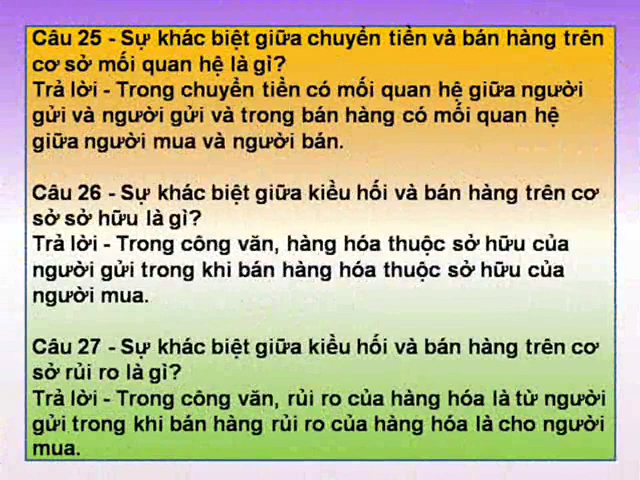 Câu 25 - Sự khác biệt giữa chuyển tiền và bán hàng trên
cơ sở mối quan hệ là gì?
Trả lời - Trong chuyển tiền có mối quan hệ giữa người
gửi và người gửi và trong bán hàng có mối quan hệ
giữa người mua và người bán.
Câu 26 - Sự khác biệt giữa kiều hối và bán hàng trên cơ
sở sở hữu là gì?
Trả lời - Trong công văn, hàng hóa thuộc sở hữu của
người gửi trong khi bán hàng hóa thuộc sở hữu của
người mua.
Câu 27 - Sự khác biệt giữa kiều hối và bán hàng trên cơ
sở rủi ro là gì?
Trả lời - Trong công văn, rủi ro của hàng hóa là từ người
gửi trong khi bán hàng rủi ro của hàng hóa là cho người
mua.